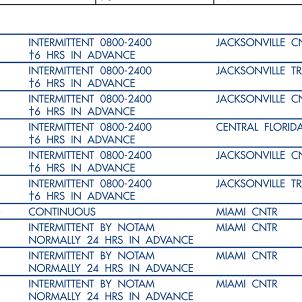 INTERMITTENT 0800-2400 JACKSONVILLE CN
†6 HRS IN ADVANCE
INTERMITTENT 0800-2400 JACKSONVILLE TR
†6 HRS IN ADVANCE
INTERMITTENT 0800-2400 JACKSONVILLE CN
†6 HRS IN ADVANCE
INTERMITTENT 0800-2400 CENTRAL FLORIDA
†6 HRS IN ADVANCE
INTERMITTENT 0800-2400 JACKSONVILLE CN
†6 HRS IN ADVANCE
INTERMITTENT 0800-2400 JACKSONVILLE TR
†6 HRS IN ADVANCE
CONTINUOUS MIAMI CNTR
INTERMITTENT BY NOTAM MIAMI CNTR
NORMALLY 24 HRS IN ADVANCE
INTERMITTENT BY NOTAM MIAMI CNTR
NORMALLY 24 HRS IN ADVANCE
INTERMITTENT BY NOTAM MIAMI CNTR
NORMALLY 24 HRS IN ADVANCE